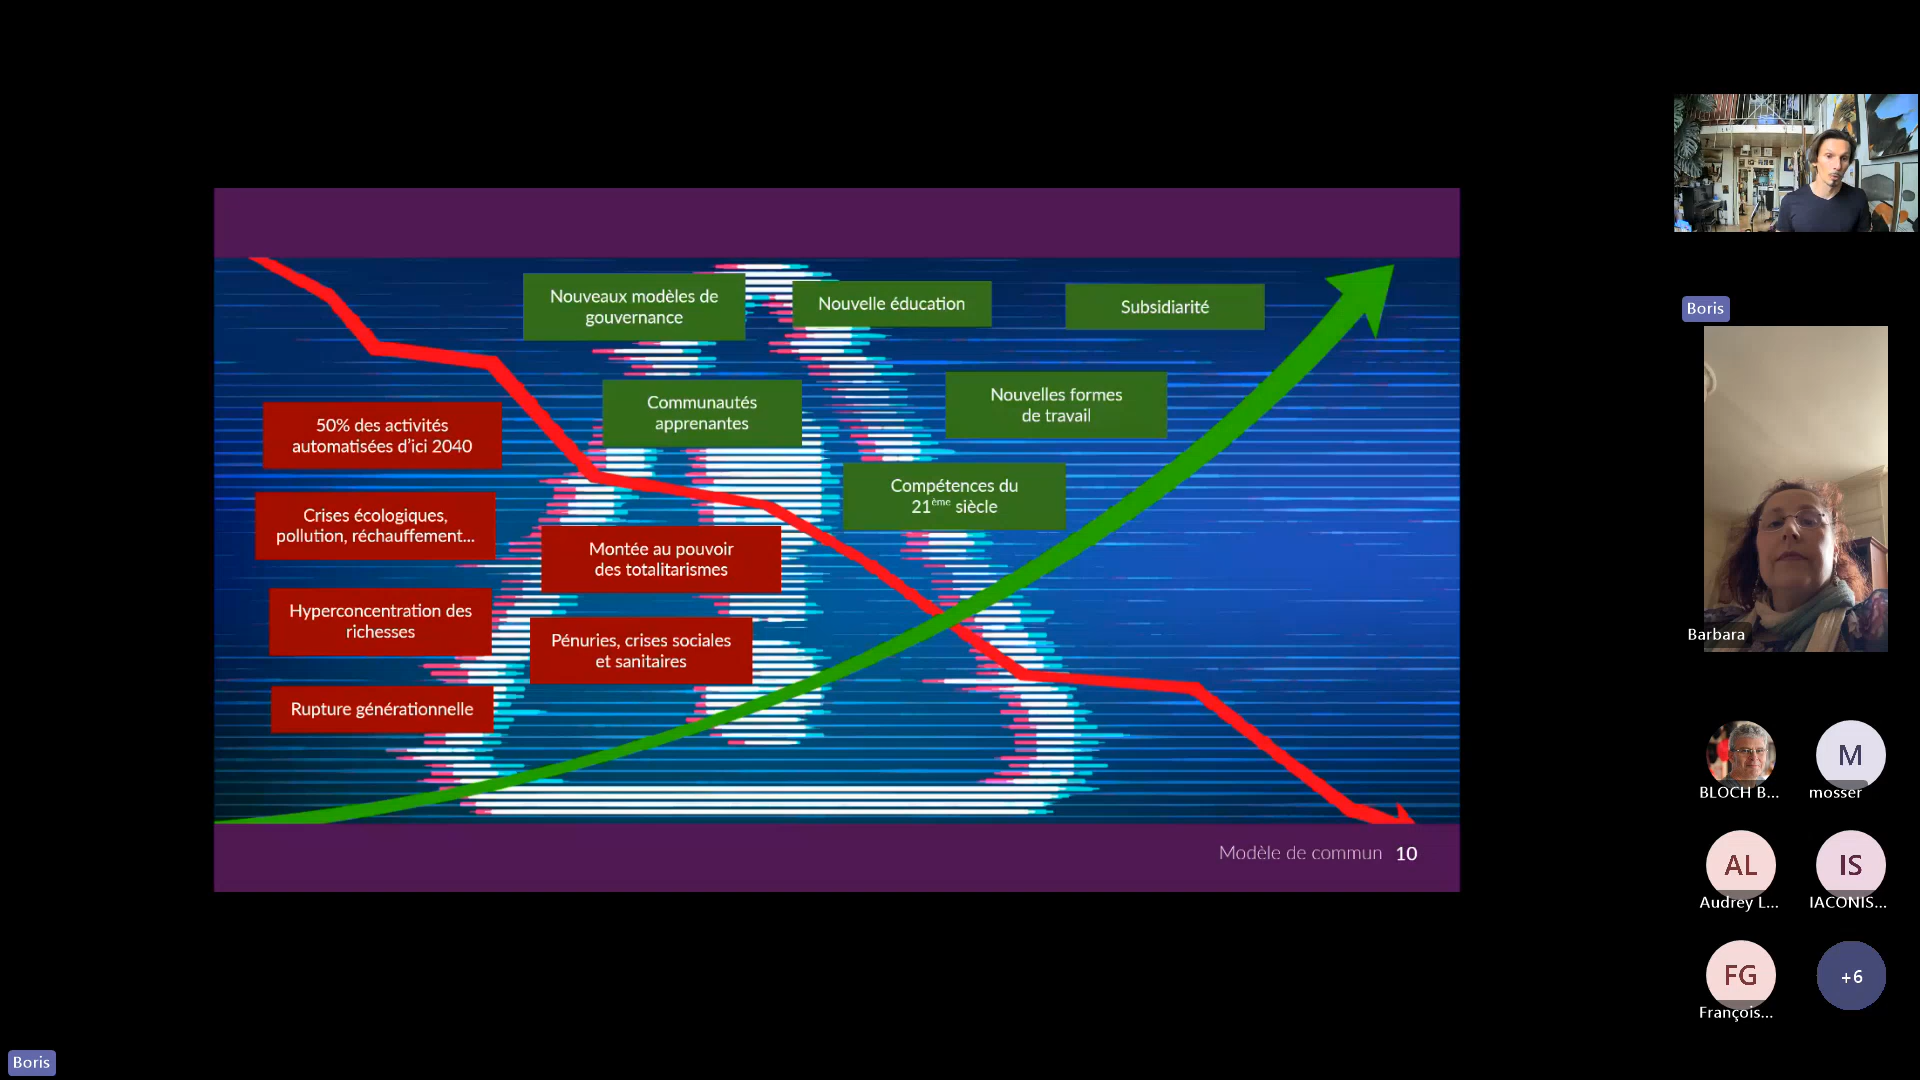 Nouveaux modèles de
gouvernance
Nouvelle éducation
Subsidiarité
Communautés
apprenantes
Nouvelles formes
de travail
50% des activités
automatisées d’ici 2040
Compétences du
21ème siècle
Crises écologiques,
pollution, réchauffement...
Montée au pouvoir
des totalitarismes
Hyperconcentration des
richesses
Pénuries, crises sociales
et sanitaires
Rupture générationnelle
Modèle de commun 10
Boris
Barbara
BLOCH B...
M
mosser
AL
Audrey L...
IS
IACONIS...
FG
François...
+6
Boris